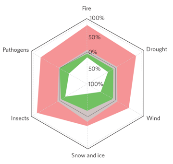 Fire
100%
50%
0%
50%
100%
Pathogens
Drought
Insects
Wind
Snow and ice